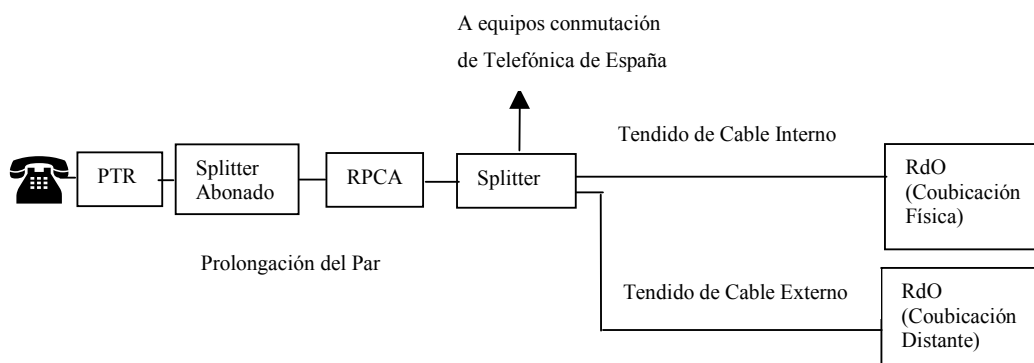 A equipos conmutación
de Telefónica de España
Tendido de Cable Interno
PTR
Splitter
Abonado
RPCA
Splitter
RdO
(Coubicación
Física)
Prolongación del Par
Tendido de Cable Externo
RdO
(Coubicación
Distante)